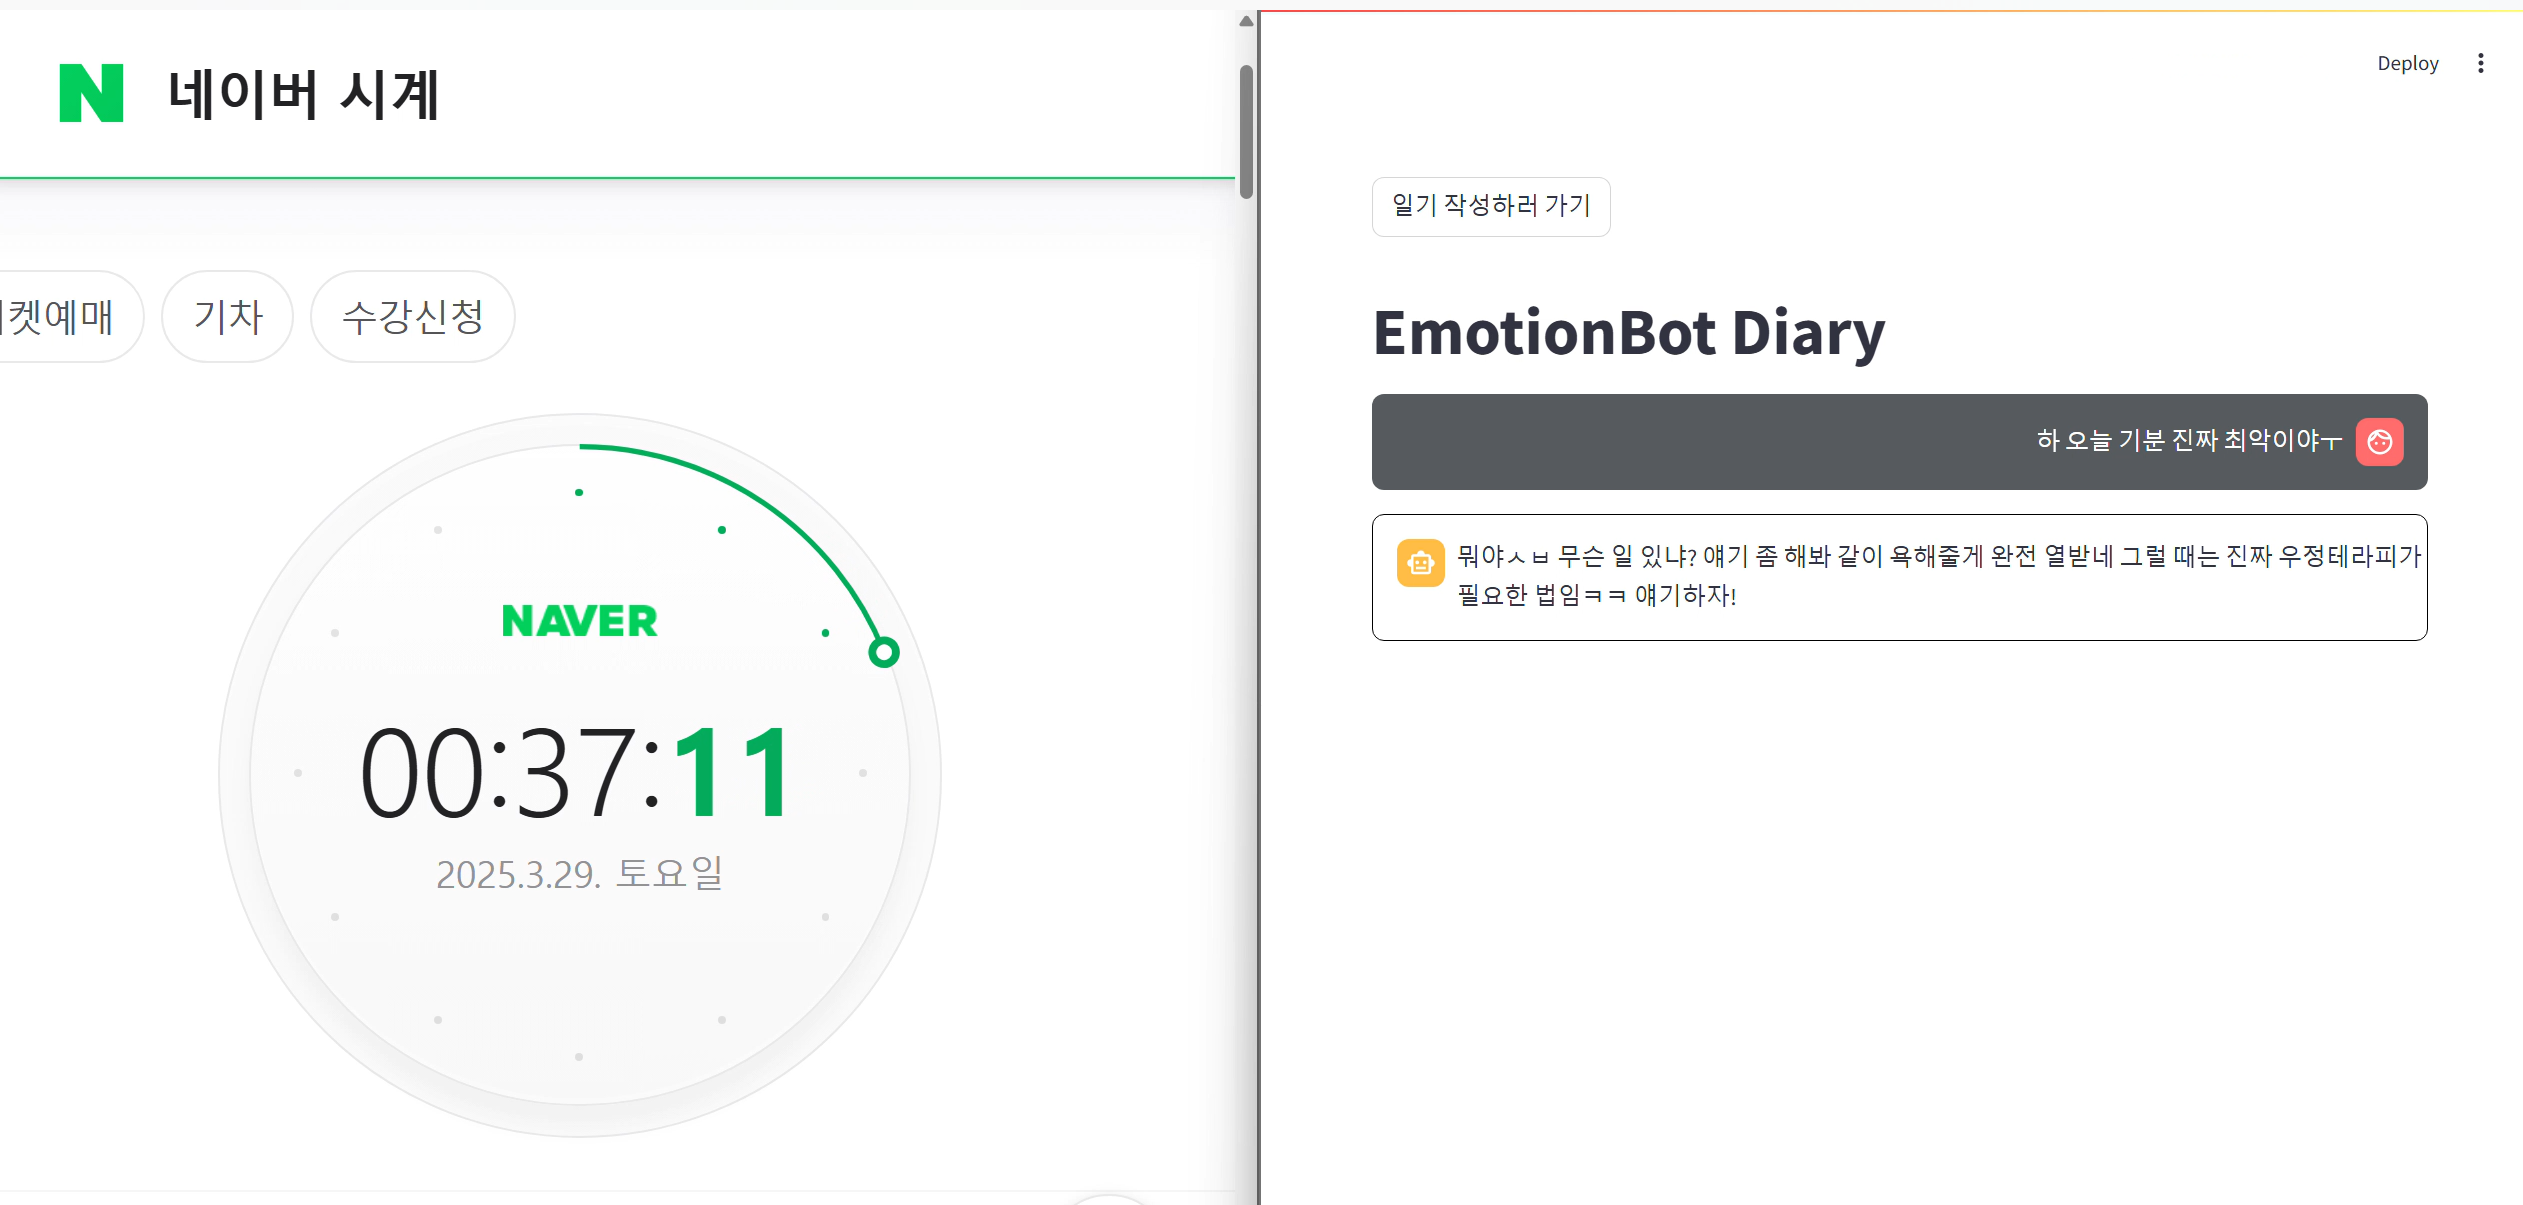 네이버 시계
켓예매
기차
수강신청
NAVER
00:37:11
2025.3.29. 토요일
Deploy
일기 작성하러 가기
EmotionBot Diary
하 오늘 기분 진짜 최악이야ㅜ
뭐야ㅅㅂ 무슨 일 있냐? 얘기 좀 해봐 같이 욕해줄게 완전 열받네 그럴 때는 진짜 우정테라피가
필요한 법임ㅋㅋ 얘기하자!